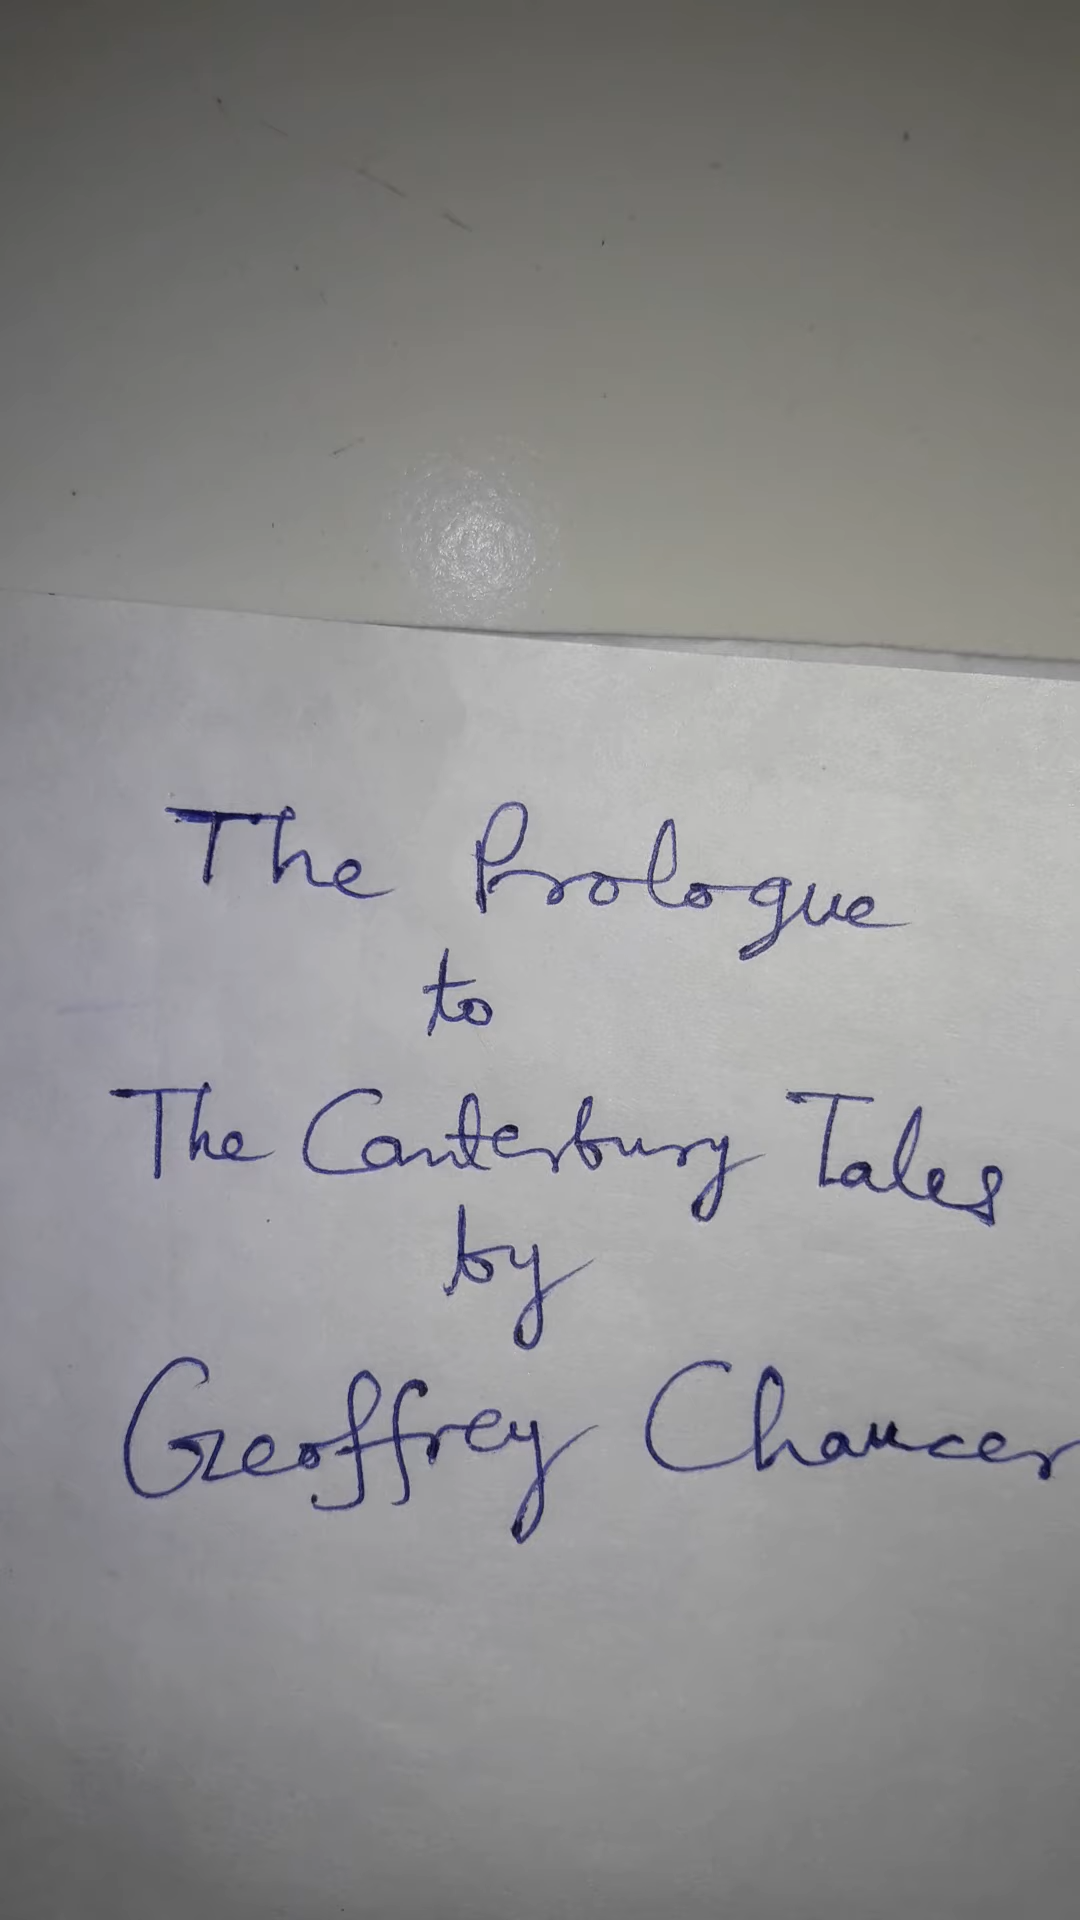 The Prologue
to
The Canterbury Tales
by
Geoffrey Chaucer